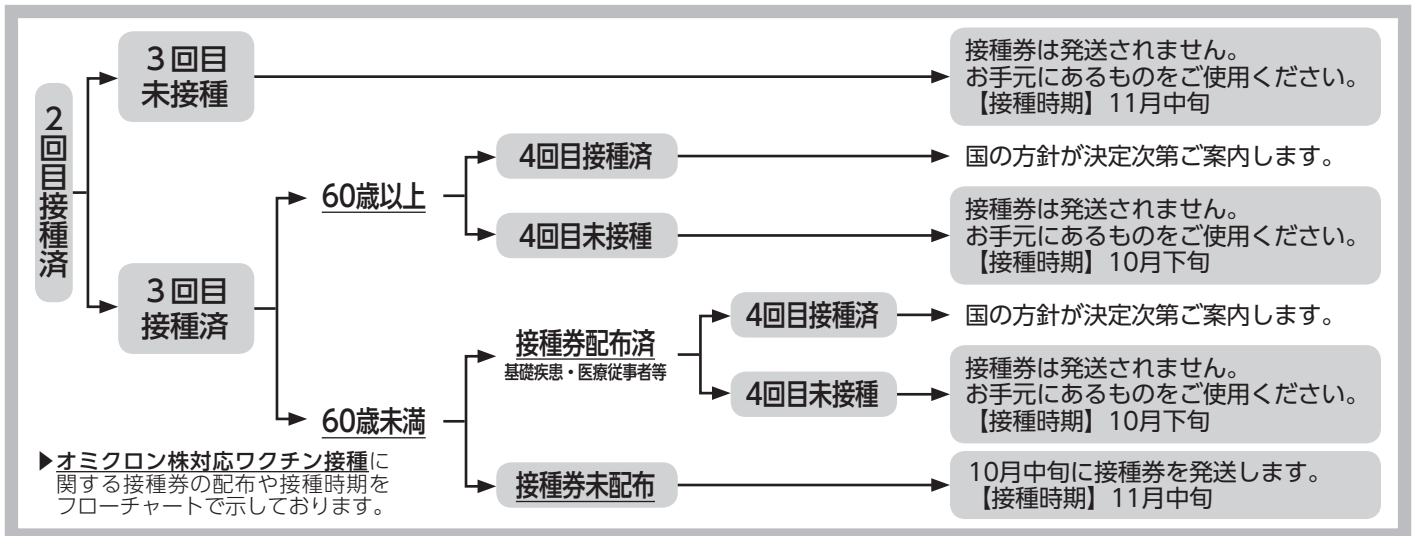 2回目接種済
3回目
未接種
接種券は発送されません。
お手元にあるものをご使用ください。
【接種時期】11月中旬
3回目
接種済
60歳以上
4回目接種済
国の方針が決定次第ご案内します。
4回目未接種
接種券は発送されません。
お手元にあるものをご使用ください。
【接種時期】10月下旬
60歳未満
接種券配布済
基礎疾患・医療従事者等
4回目接種済
国の方針が決定次第ご案内します。
4回目未接種
接種券は発送されません。
お手元にあるものをご使用ください。
【接種時期】10月下旬
接種券未配布
10月中旬に接種券を発送します。
【接種時期】11月中旬
▶オミクロン株対応ワクチン接種に
関する接種券の配布や接種時期を
フローチャートで示しております。